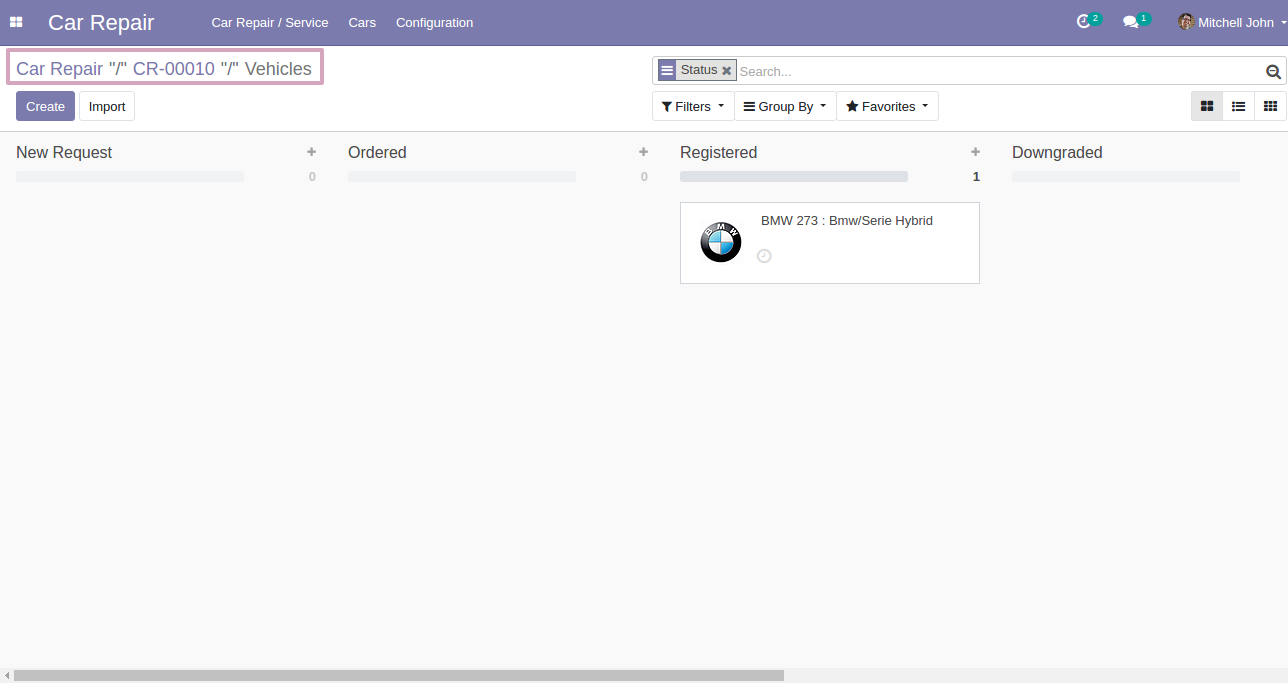 Car Repair
Car Repair / Service
Cars
Configuration
2
1
Mitchell John
Car Repair "/" CR-00010 "/" Vehicles
Status
Search...
Create
Import
Filters
Group By
Favorites
New Request
0
Ordered
0
Registered
1
Downgraded
BMW
BMW 273 : Bmw/Serie Hybrid